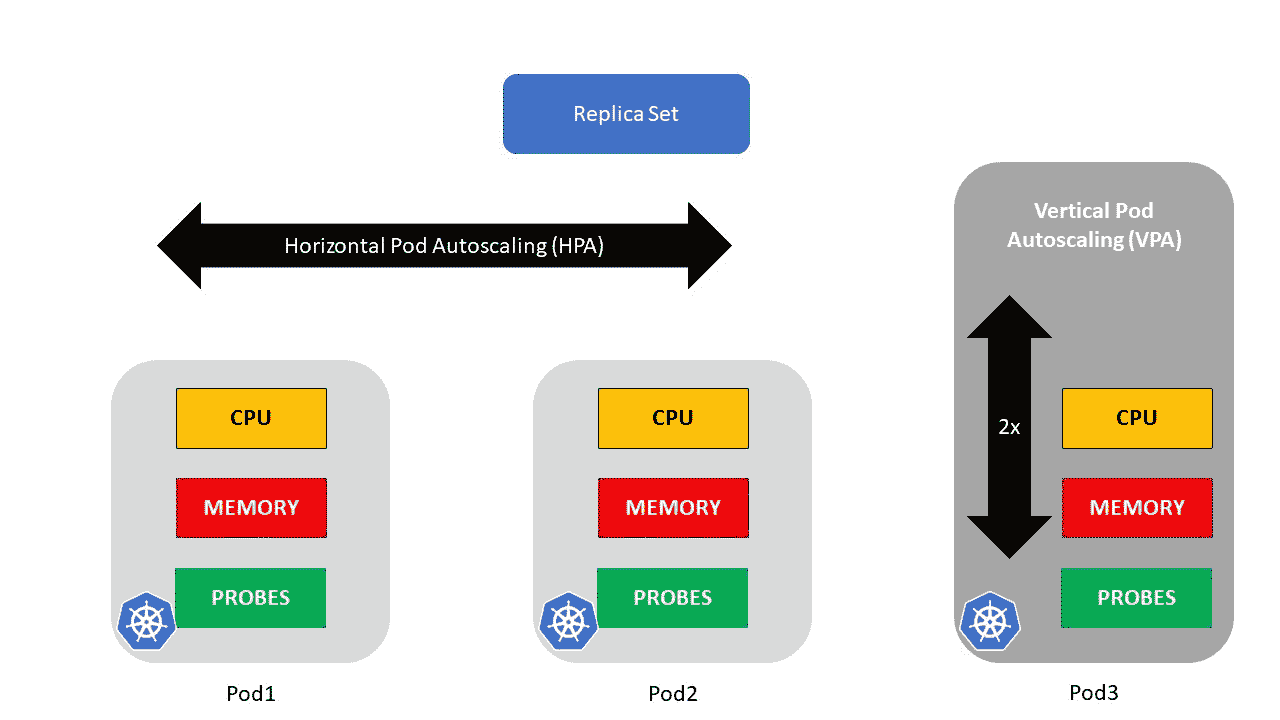 Replica Set
Horizontal Pod Autoscaling (HPA)
Vertical Pod
Autoscaling (VPA)
CPU
MEMORY
PROBES
Pod1
CPU
MEMORY
PROBES
Pod2
2x
CPU
MEMORY
PROBES
Pod3